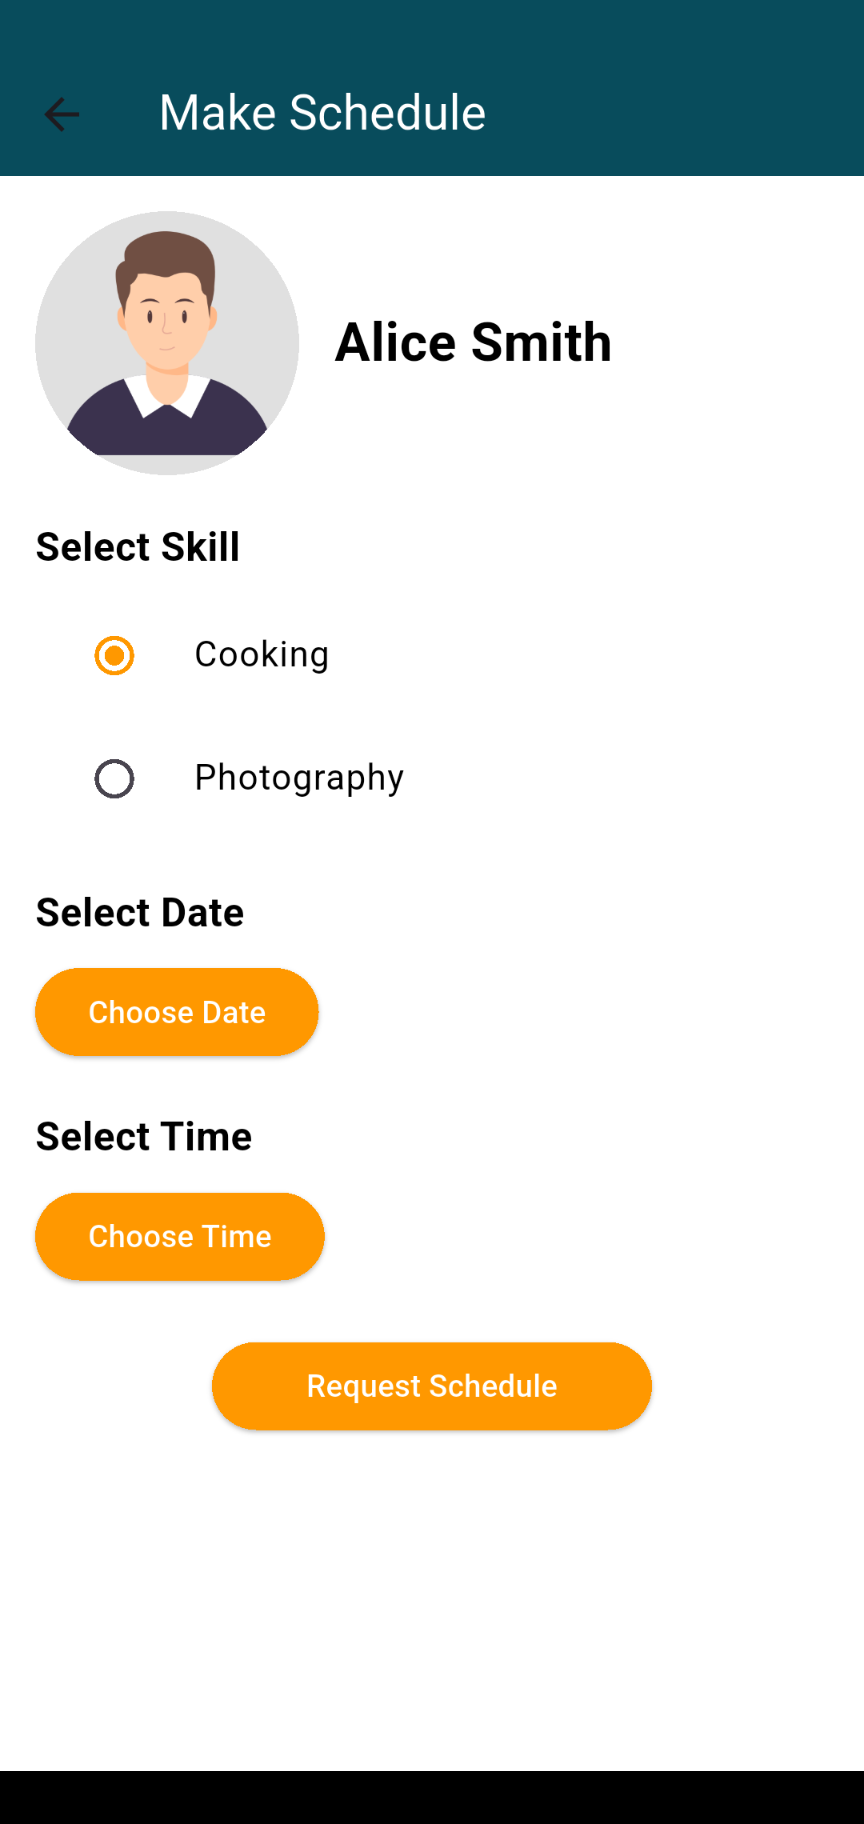 Make Schedule
Alice Smith
Select Skill
Cooking
Photography
Select Date
Choose Date
Select Time
Choose Time
Request Schedule